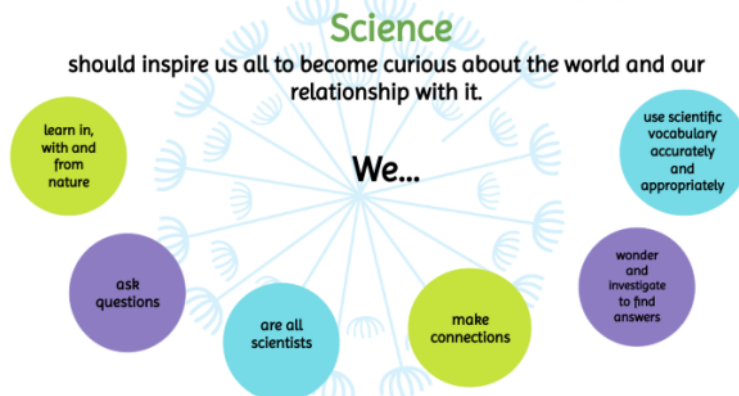 Science
should inspire us all to become curious about the world and our
relationship with it.
We...
learn in,
with and
from
nature
ask
questions
are all
scientists
make
connections
wonder
and
investigate
to find
answers
use scientific
vocabulary
accurately
and
appropriately